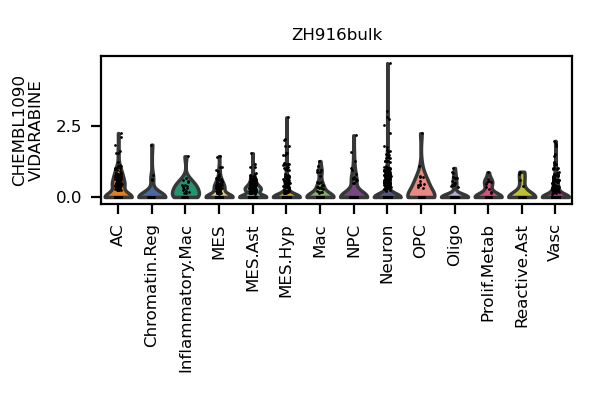 ZH916bulk
CHEMBL1090
VIDARABINE
2.5
0.0
AC
Chromatin.Reg
Inflammatory.Mac
MES
MES.Ast
MES.Hyp
Mac
NPC
Neuron
OPC
Oligo
Prolif.Metab
Reactive.Ast
Vasc